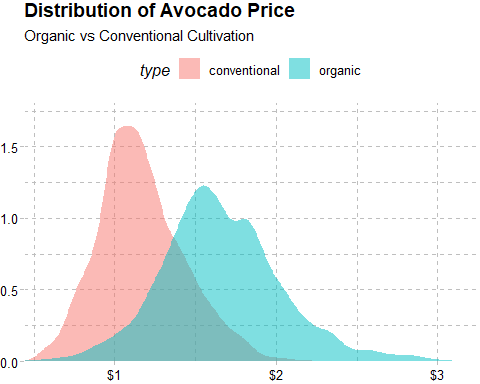 Distribution of Avocado Price
Organic vs Conventional Cultivation
type conventional organic
1.5
1.0
0.5
0.0
$1 $2 $3